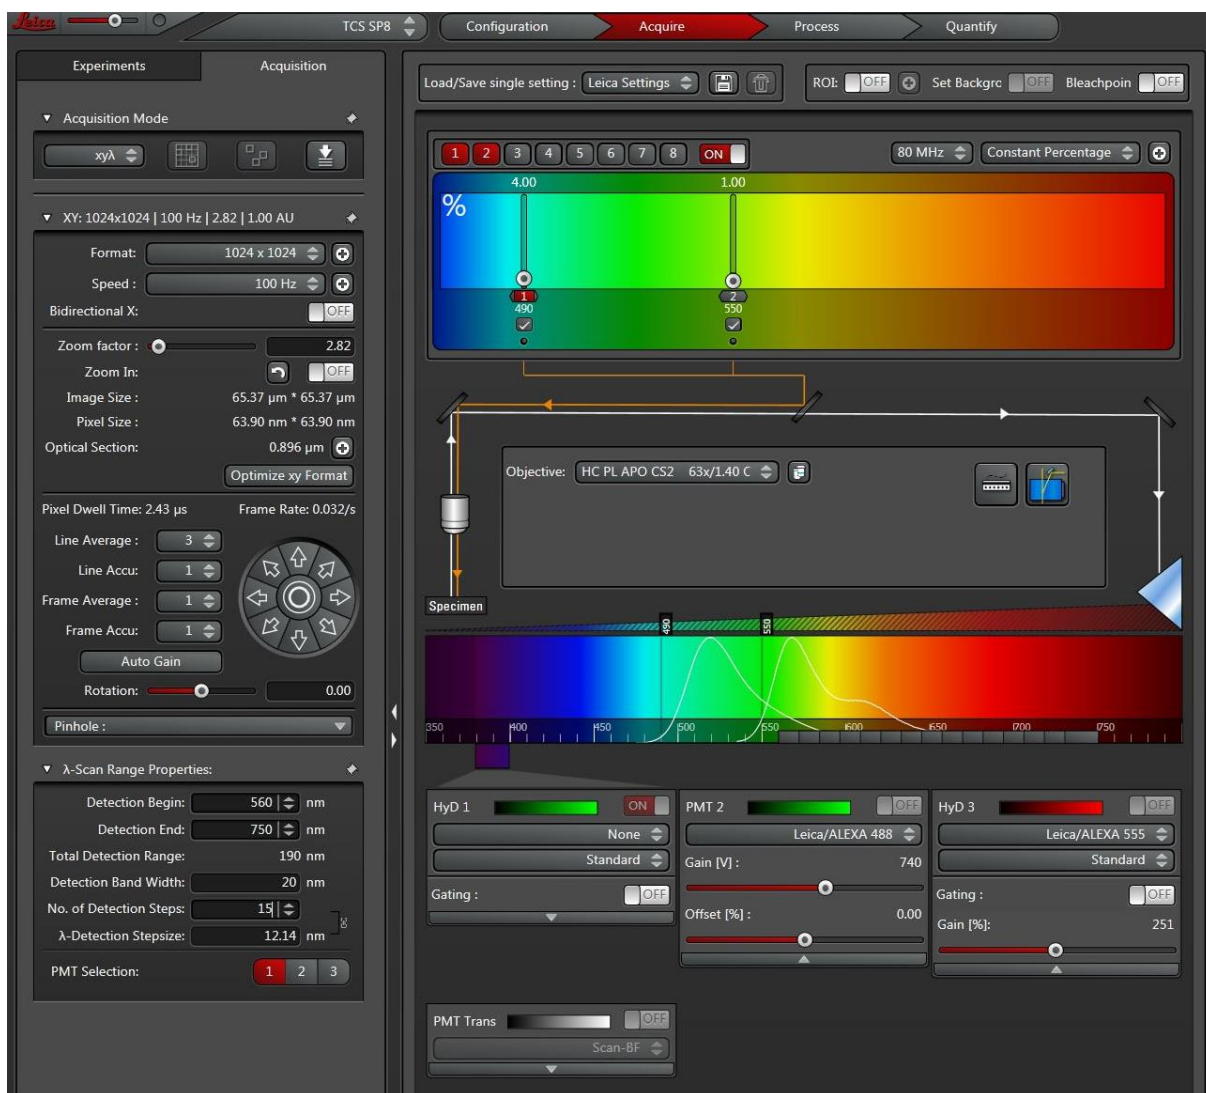 Leica
TCS SP8
Configuration
Acquire
Process
Quantify
Experiments
Acquisition
Acquisition Mode
xyλ
XY: 1024x1024 | 100 Hz | 2.82 | 1.00 AU
Format: 1024 x 1024
Speed : 100 Hz
Bidirectional X: OFF
Zoom factor : 2.82
Zoom In: OFF
Image Size : 65.37 µm * 65.37 µm
Pixel Size : 63.90 nm * 63.90 nm
Optical Section: 0.896 µm
Optimize xy Format
Pixel Dwell Time: 2.43 µs Frame Rate: 0.032/s
Line Average : 3
Line Accu: 1
Frame Average : 1
Frame Accu: 1
Auto Gain
Rotation: 0.00
Pinhole :
λ-Scan Range Properties:
Detection Begin: 560 nm
Detection End: 750 nm
Total Detection Range: 190 nm
Detection Band Width: 20 nm
No. of Detection Steps: 15
λ-Detection Stepsize: 12.14 nm
PMT Selection: 1 2 3
Load/Save single setting : Leica Settings
ROI: OFF Set Backgrc OFF Bleachpoin OFF
1 2 3 4 5 6 7 8 ON
80 MHz Constant Percentage
4.00 1.00
%
1 2
490 550
Objective: HC PL APO CS2 63x/1.40 C
Specimen
490 550
350 400 450 500 550 600 650 700 750
HyD 1 ON
None
Standard
Gating : OFF
PMT 2 OFF
Leica/ALEXA 488
Gain [V] : 740
Offset [%] : 0.00
HyD 3 OFF
Leica/ALEXA 555
Standard
Gating : OFF
Gain [%]: 251
PMT Trans OFF
Scan-BF